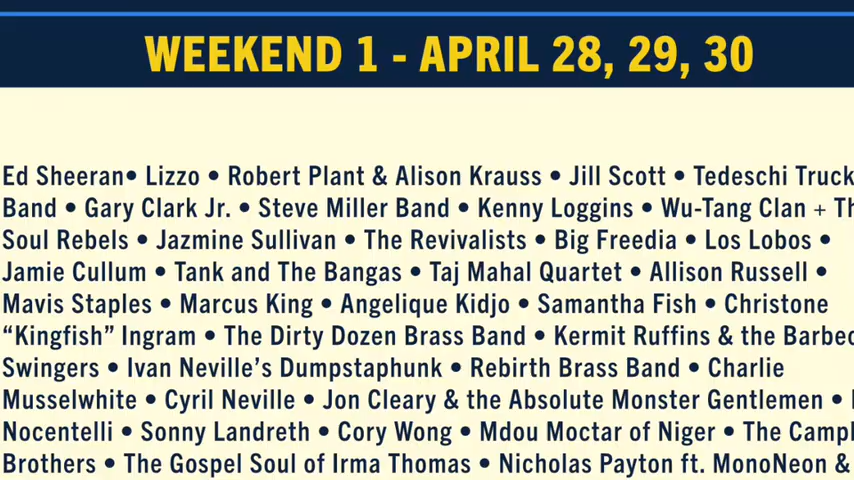 WEEKEND 1 - APRIL 28, 29, 30
Ed Sheeran• Lizzo • Robert Plant & Alison Krauss • Jill Scott • Tedeschi Truck
Band • Gary Clark Jr. • Steve Miller Band • Kenny Loggins • Wu-Tang Clan + Th
Soul Rebels • Jazmine Sullivan • The Revivalists • Big Freedia • Los Lobos •
Jamie Cullum • Tank and The Bangas • Taj Mahal Quartet • Allison Russell •
Mavis Staples • Marcus King • Angelique Kidjo • Samantha Fish • Christone
“Kingfish” Ingram • The Dirty Dozen Brass Band • Kermit Ruffins & the Barbec
Swingers • Ivan Neville’s Dumpstaphunk • Rebirth Brass Band • Charlie
Musselwhite • Cyril Neville • Jon Cleary & the Absolute Monster Gentlemen •
Nocentelli • Sonny Landreth • Cory Wong • Mdou Moctar of Niger • The Camp
Brothers • The Gospel Soul of Irma Thomas • Nicholas Payton ft. MonoNeon &